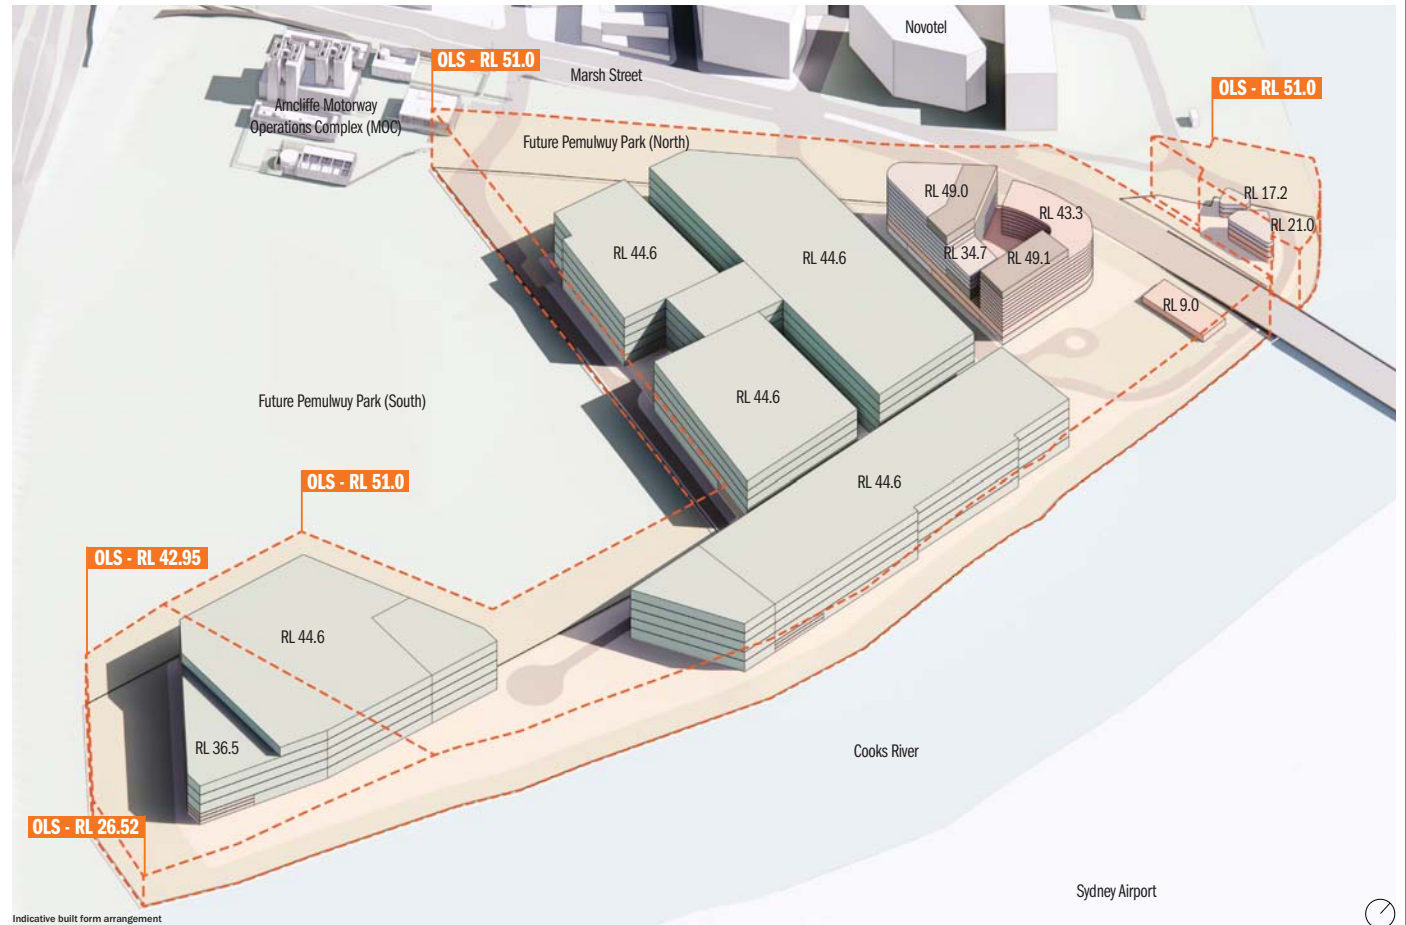 Novotel
OLS - RL 51.0
Marsh Street
OLS - RL 51.0
Arncliffe Motorway
Operations Complex (MOC)
Future Pemulwuy Park (North)
RL 49.0
RL 17.2
RL 43.3
RL 21.0
RL 44.6
RL 44.6
RL 34.7
RL 49.1
RL 9.0
RL 44.6
Future Pemulwuy Park (South)
RL 44.6
OLS - RL 51.0
OLS - RL 42.95
RL 44.6
RL 36.5
Cooks River
OLS - RL 26.52
Sydney Airport
Indicative built form arrangement